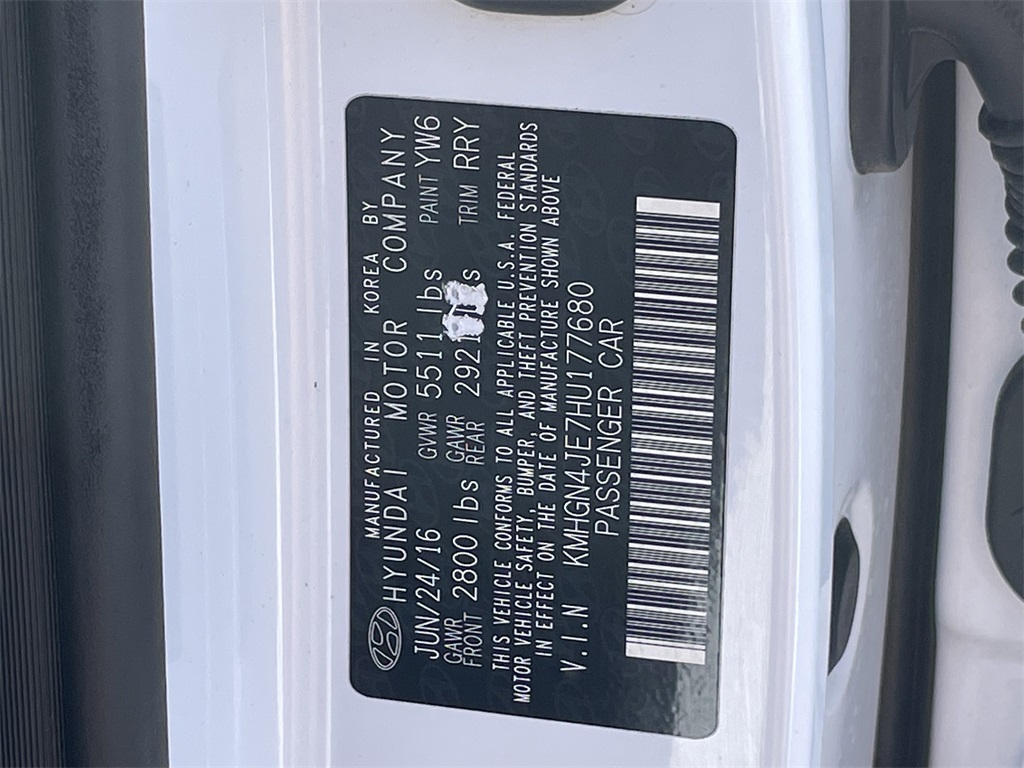 MANUFACTURED IN KOREA BY
HYUNDAI MOTOR COMPANY
JUN/24/16 GVWR 5511 lbs PAINT YW6
GAWR FRONT 2800 lbs GAWR REAR TRIM RRY
THIS VEHICLE CONFORMS TO ALL APPLICABLE U.S.A. FEDERAL
MOTOR VEHICLE SAFETY, BUMPER, AND THEFT PREVENTION STANDARDS
IN EFFECT ON THE DATE OF MANUFACTURE SHOWN ABOVE
V.I.N KMHGN4JE7HU177680
PASSENGER CAR